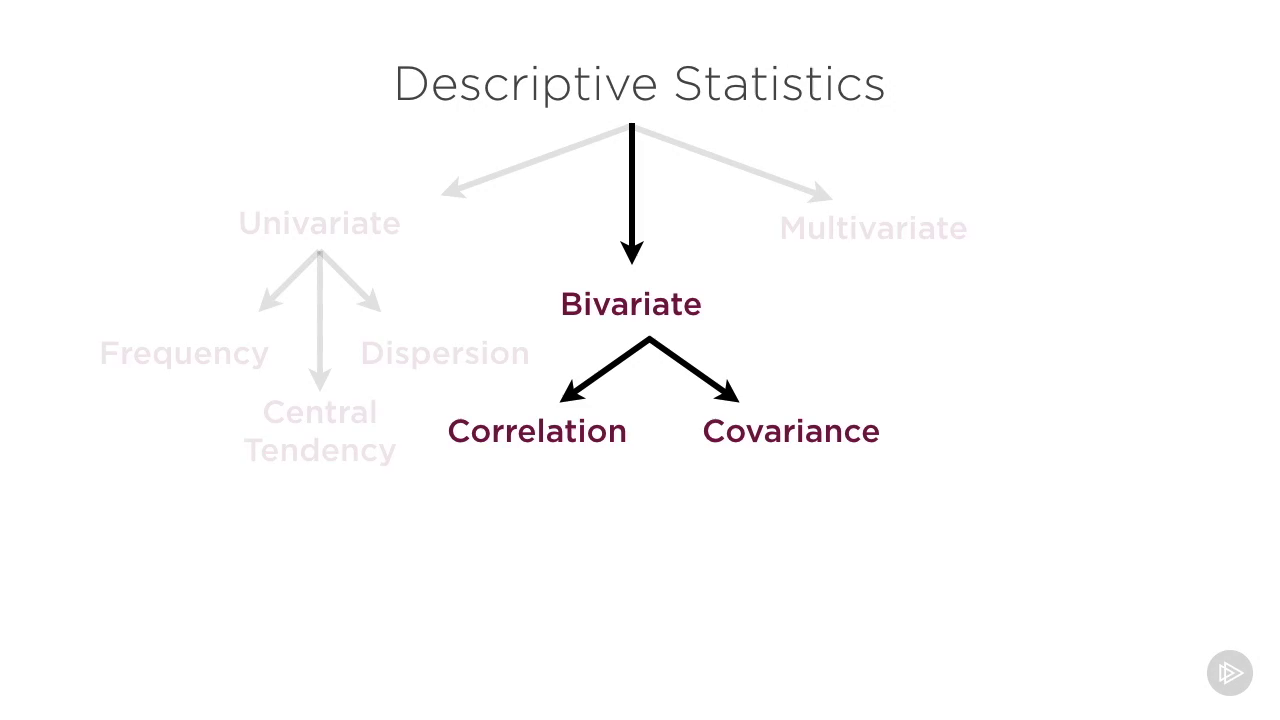 Descriptive Statistics
Univariate
Multivariate
Bivariate
Frequency
Dispersion
Central
Tendency
Correlation
Covariance